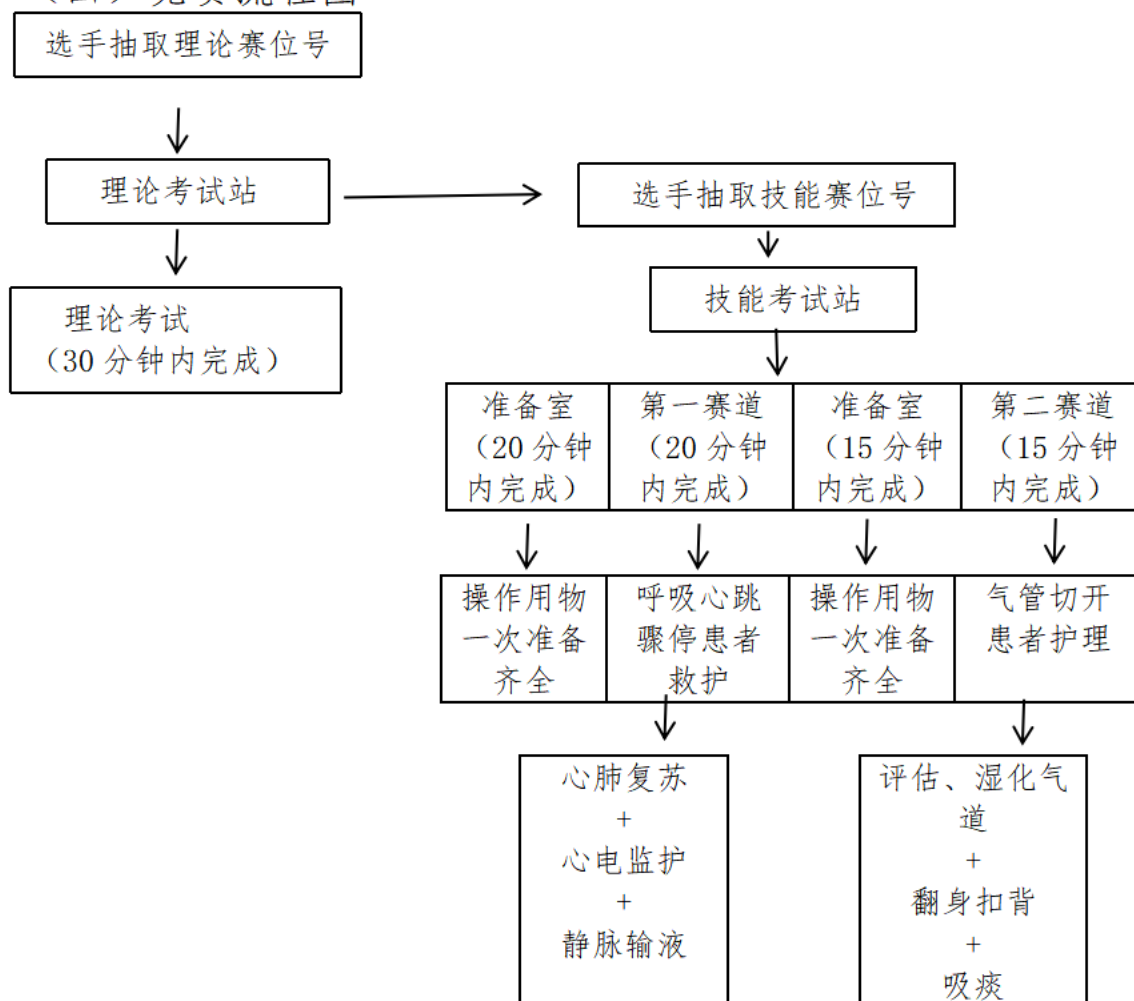 选手抽取理论赛位号
理论考试站
选手抽取技能赛位号
理论考试
（30 分钟内完成）
技能考试站
准备室
（20 分钟
内完成）
第一赛道
（20 分钟
内完成）
准备室
（15 分钟
内完成）
第二赛道
（15 分钟
内完成）
操作用物
一次准备
齐全
呼吸心跳
骤停患者
救护
操作用物
一次准备
齐全
气管切开
患者护理
心肺复苏
+
心电监护
+
静脉输液
评估、湿化气
道
+
翻身扣背
+
吸痰